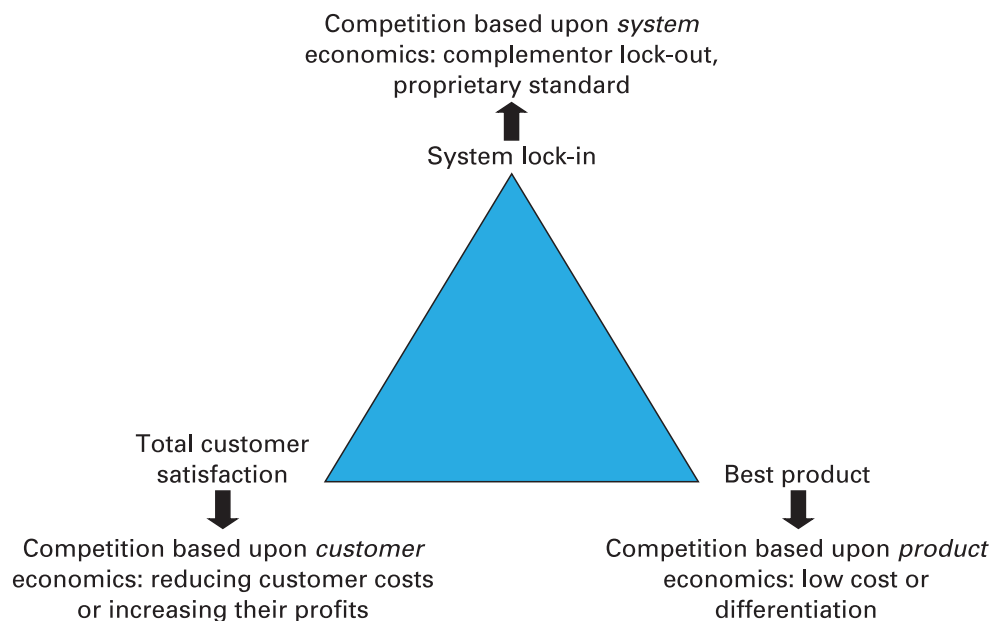 Competition based upon system
economics: complementor lock-out,
proprietary standard
System lock-in
Total customer
satisfaction
Best product
Competition based upon customer
economics: reducing customer costs
or increasing their profits
Competition based upon product
economics: low cost or
differentiation